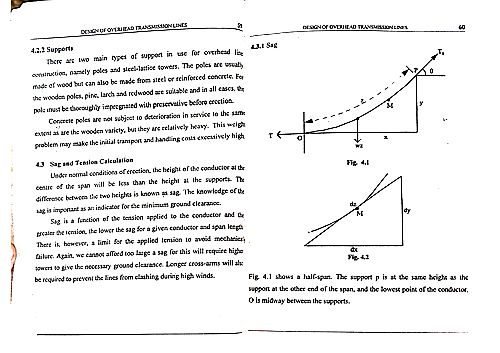 DESIGN OF OVERHEAD TRANSMISSION LINES
4.2.2 Supports
There are two main types of support in use for overhead line
construction, namely poles and steel-lattice towers. The poles are usually
made of wood but can also be made from steel or reinforced concrete. For
the wooden poles, pine, larch and redwood are suitable and in all cases, the
pole must be thoroughly impregnated with preservative before erection.
Concrete poles are not subject to deterioration in service to the same
extent as are the wooden variety, but they are relatively heavy. This weigh
problem may make the initial transport and handling costs excessively high.
4.3 Sag and Tension Calculation
Under normal conditions of erection, the height of the conductor at the
centre of the span will be less than the height at the supports. The
difference between the two heights is known as sag. The knowledge of the
sag is important as an indicator for the minimum ground clearance.
Sag is a function of the tension applied to the conductor and the
greater the tension, the lower the sag for a given conductor and span length
There is, however, a limit for the applied tension to avoid mechanic
failure. Again, we cannot afford too large a sag for this will require highe
towers to give the necessary ground clearance. Longer cross-arms will als
be required to prevent the lines from clashing during high winds.
DESIGN OF OVERHEAD TRANSMISSION LINES 60
4.3.1 Sag
P
M
y
T
O
x
wz
Fig. 4.1
ds
M
dy
dx
Fig. 4.2
Fig. 4.1 shows a half-span. The support p is at the same height as the
support at the other end of the span, and the lowest point of the conductor,
O is midway between the supports.